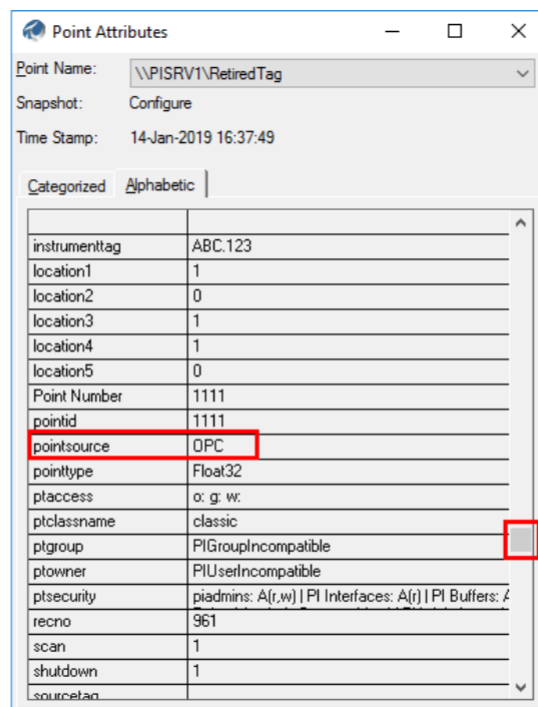 Point Attributes
Point Name: \\PISRV1\RetiredTag
Snapshot: Configure
Time Stamp: 14-Jan-2019 16:37:49
Categorized Alphabetic
instrumenttag ABC.123
location1 1
location2 0
location3 1
location4 1
location5 0
Point Number 1111
pointid 1111
pointsource OPC
pointtype Float32
ptaccess o: g: w:
ptclassname classic
ptgroup PIGroupIncompatible
ptowner PIUserIncompatible
ptsecurity piadmins: A(r,w) | PI Interfaces: A(r) | PI Buffers: A
recno 961
scan 1
shutdown 1
sourcetag